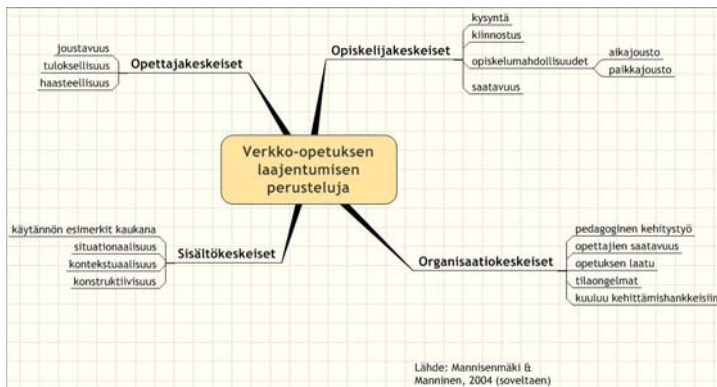 kysyntä
kiinnostus
Opiskelijakeskeiset
opiskelumahdollisuudet
aikajousto
paikkajousto
saatavuus
joustavuus
Opettajakeskeiset
tuloksellisuus
haasteellisuus
Verkko-opetuksen
laajentumisen
perusteluja
käytännön esimerkit kaukana
situationaalisuus
Sisältökeskeiset
kontekstuaalisuus
konstruktiivisuus
pedagoginen kehitystyö
opettajien saatavuus
Organisaatiokeskeiset
opetuksen laatu
tilaongelmat
kuuluu kehittämishankkeisiin
Lähde: Mannisenmäki &
Manninen, 2004 (soveltaen)